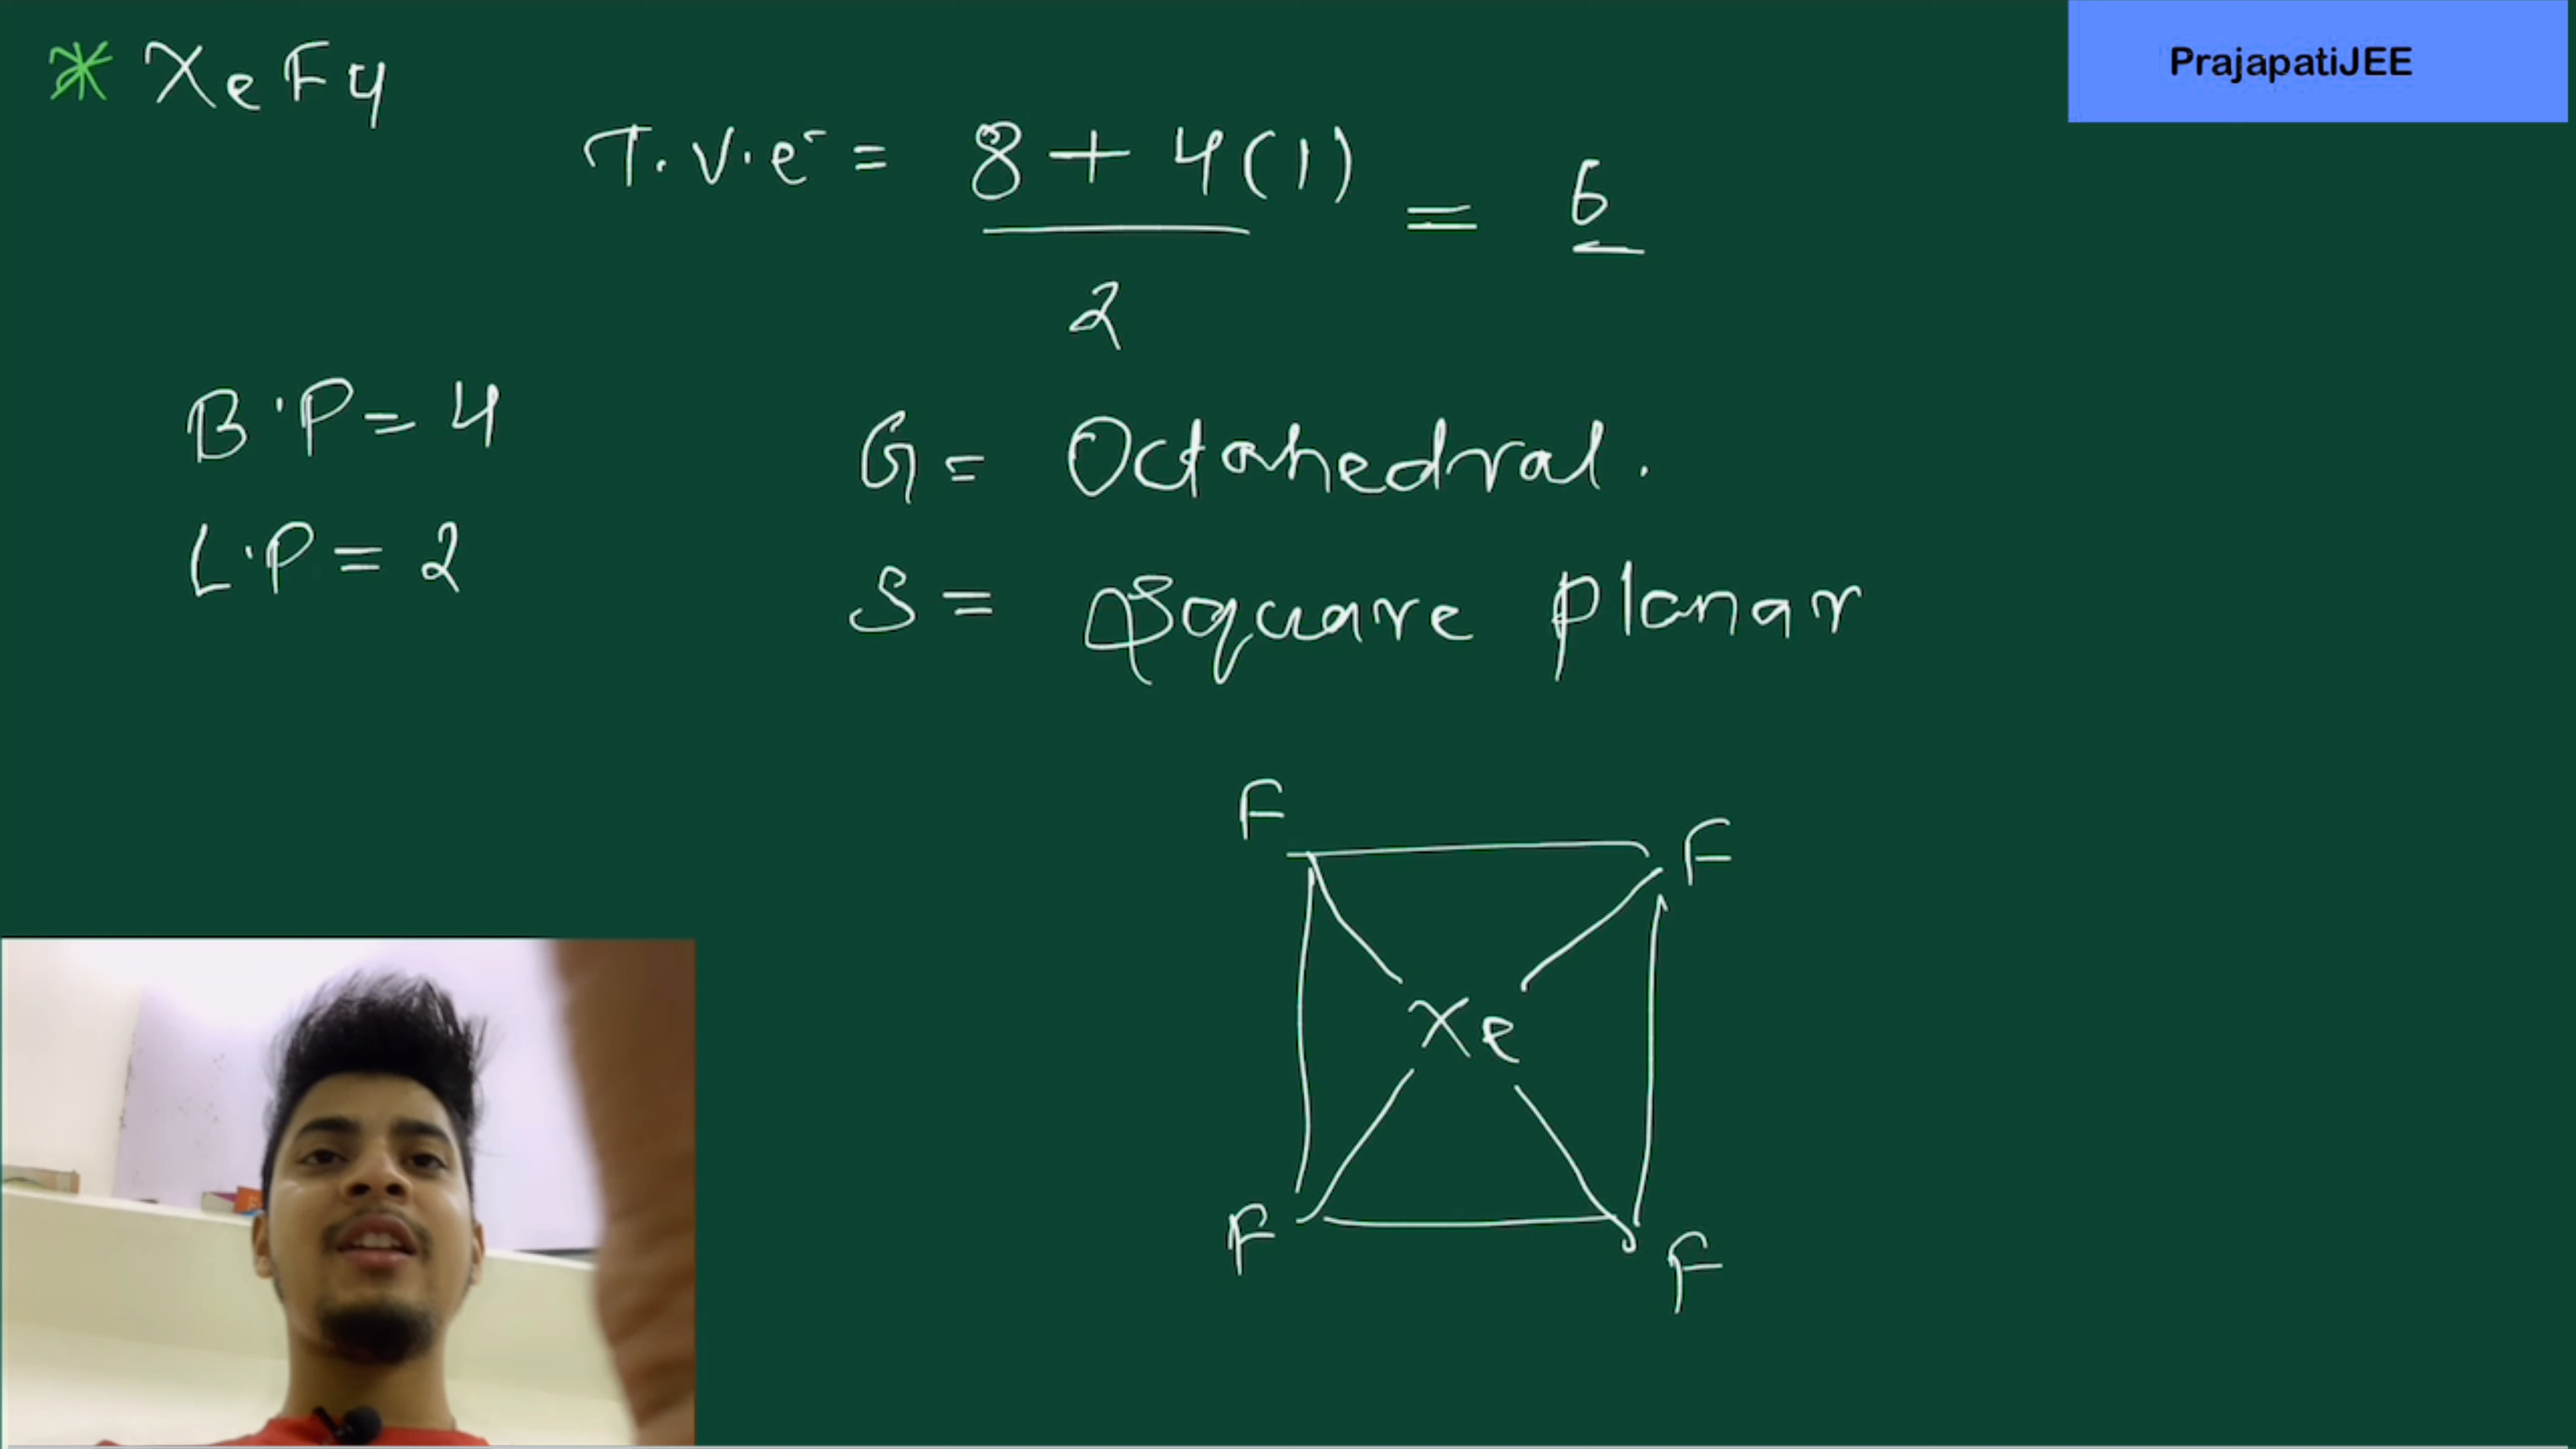 * XeF4
PrajapatiJEE
T.V.e⁻ = 8 + 4(1) / 2 = 6
B.P = 4
G = Octahedral.
L.P = 2
S = Square planar
F
F
Xe
F
F